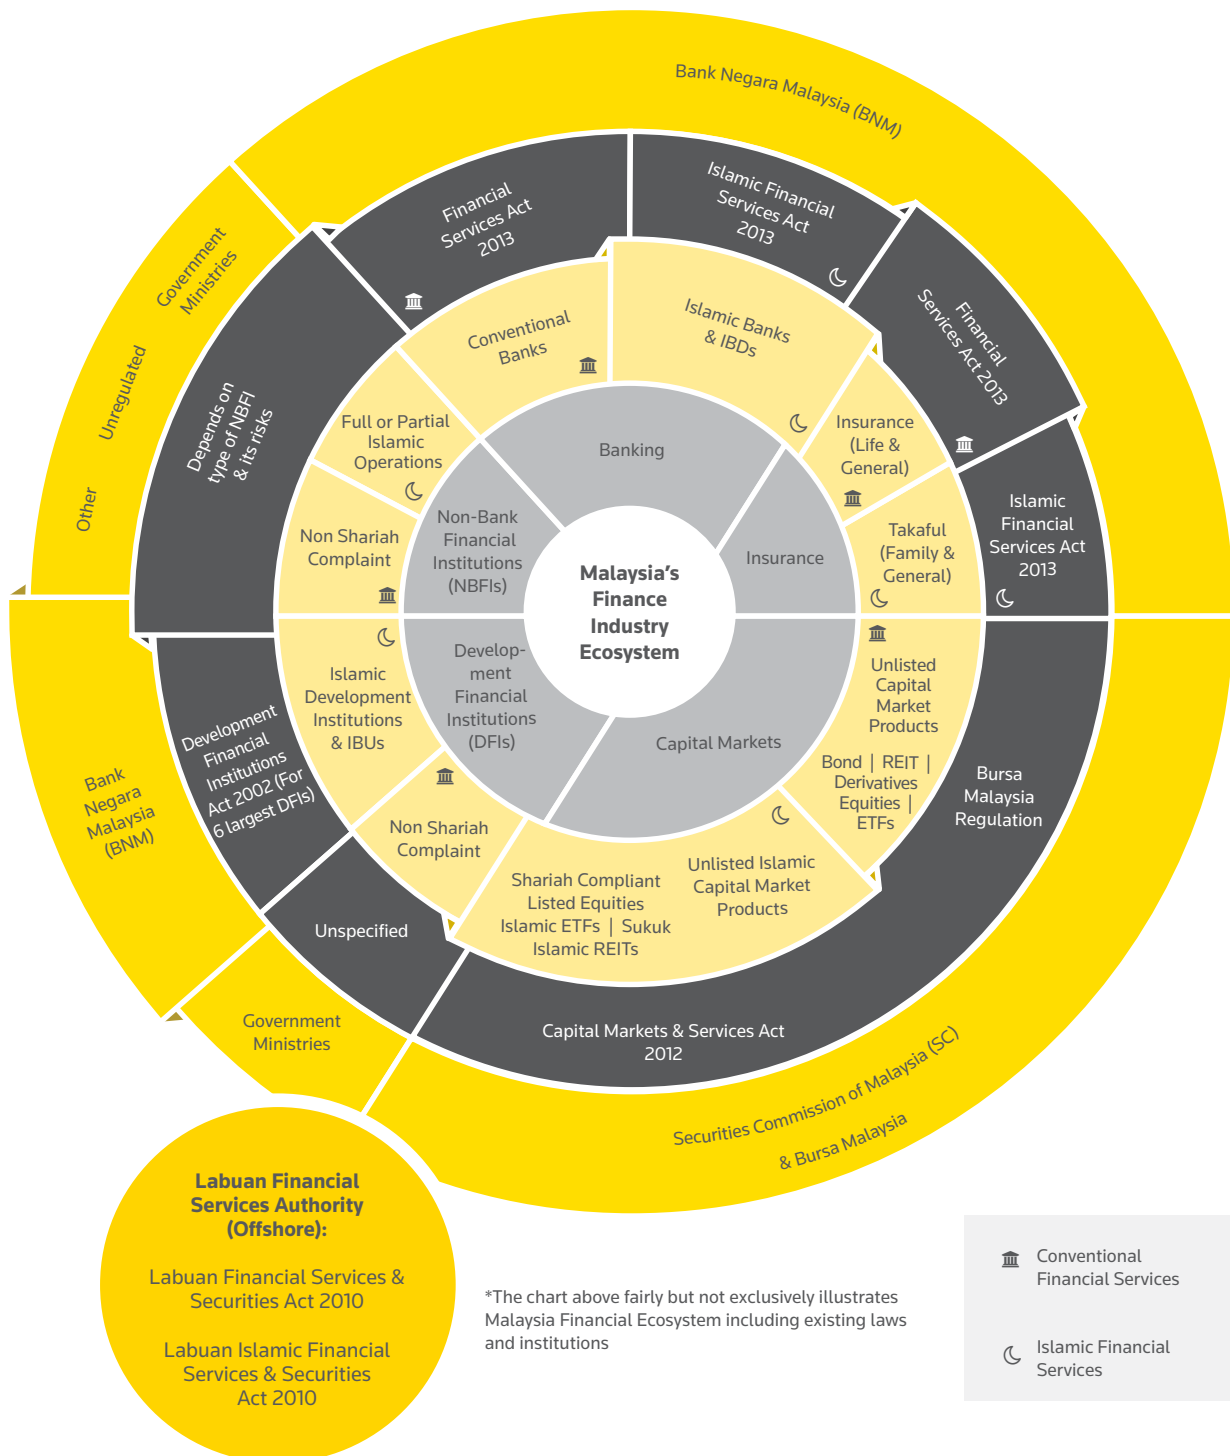 Bank Negara Malaysia (BNM)
Government
Ministries
Unregulated
Other
Financial
Services Act
2013
Islamic Financial
Services Act
2013
Financial
Services Act 2013
Islamic
Financial
Services Act
2013
Depends on
type of NBFI
& its risks
Conventional
Banks
Islamic Banks
& IBDs
Full or Partial
Islamic
Operations
Insurance
(Life &
General)
Non Shariah
Complaint
Takaful
(Family &
General)
Banking
Non-Bank
Financial
Institutions
(NBFIs)
Insurance
Malaysia's
Finance
Industry
Ecosystem
Develop-
ment
Financial
Institutions
(DFIs)
Capital Markets
Islamic
Development
Institutions
& IBUs
Unlisted
Capital
Market
Products
Bond | REIT |
Derivatives
Equities |
ETFs
Non Shariah
Complaint
Shariah Compliant
Listed Equities
Islamic ETFs | Sukuk
Islamic REITs
Unlisted Islamic
Capital Market
Products
Development
Financial
Institutions
Act 2002 (For
6 largest DFIs)
Bursa
Malaysia
Regulation
Unspecified
Capital Markets & Services Act
2012
Bank
Negara
Malaysia
(BNM)
Government
Ministries
Securities Commission of Malaysia (SC)
& Bursa Malaysia
Labuan Financial
Services Authority
(Offshore):
Labuan Financial Services &
Securities Act 2010
Labuan Islamic Financial
Services & Securities
Act 2010
*The chart above fairly but not exclusively illustrates
Malaysia Financial Ecosystem including existing laws
and institutions
Conventional
Financial Services
Islamic Financial
Services